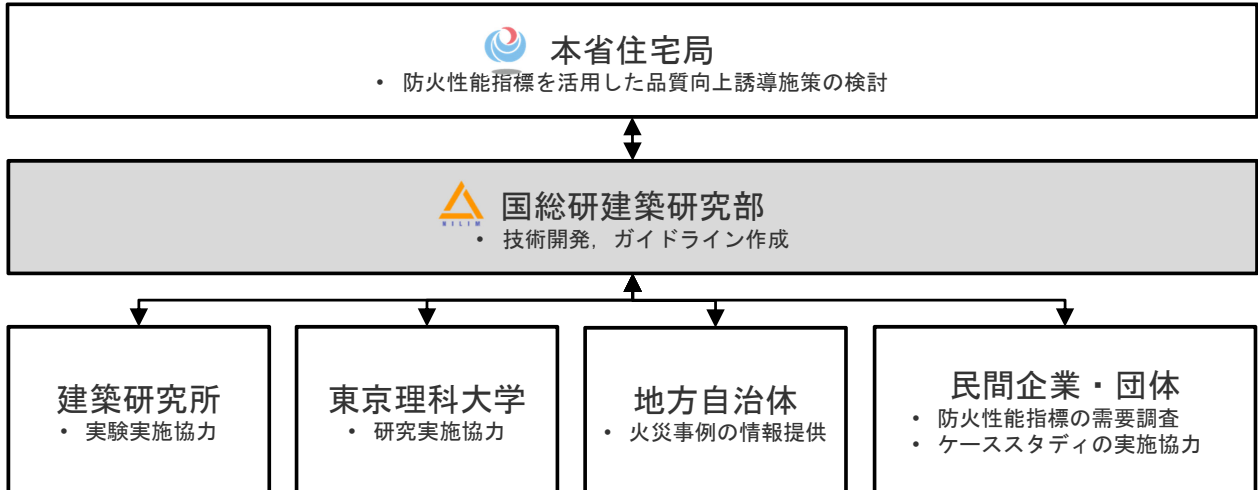 本省住宅局
• 防火性能指標を活用した品質向上誘導施策の検討
NILIM
国総研建築研究部
• 技術開発，ガイドライン作成
建築研究所
• 実験実施協力
東京理科大学
• 研究実施協力
地方自治体
• 火災事例の情報提供
民間企業・団体
• 防火性能指標の需要調査
• ケーススタディの実施協力